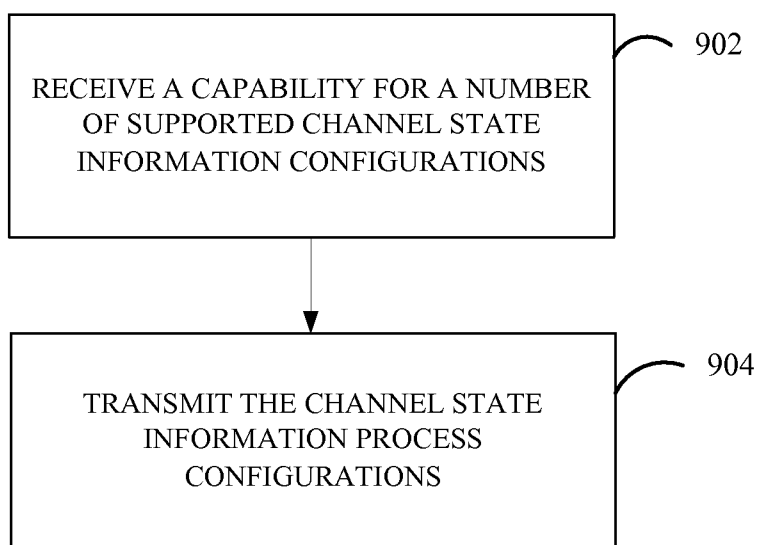 902
RECEIVE A CAPABILITY FOR A NUMBER
OF SUPPORTED CHANNEL STATE
INFORMATION CONFIGURATIONS
904
TRANSMIT THE CHANNEL STATE
INFORMATION PROCESS
CONFIGURATIONS